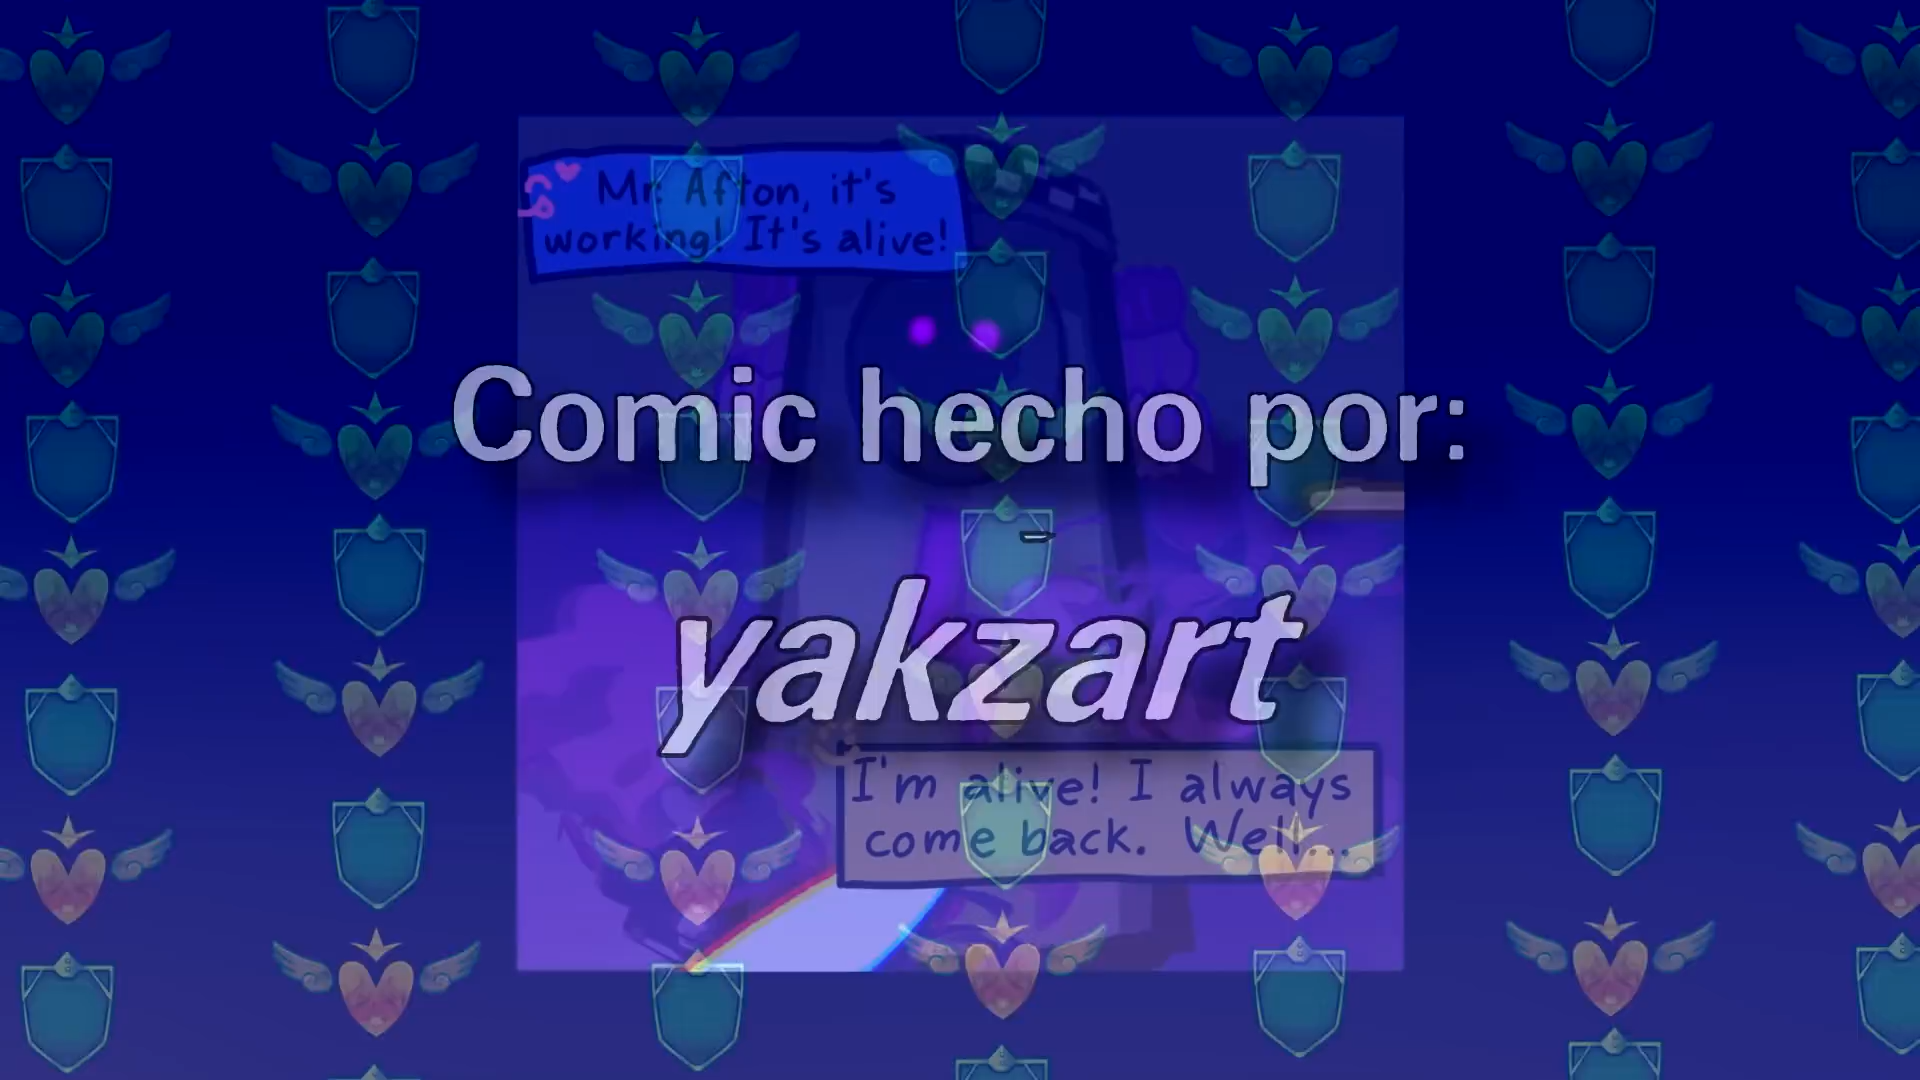 Mr. Afton, it's
working! It's alive!
Comic hecho por:
-
yakzart
I'm alive! I always
come back. Well...